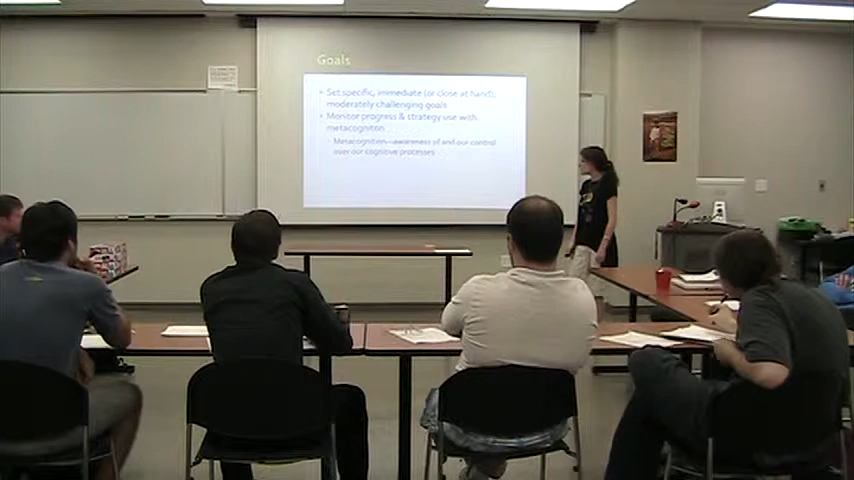 Goals
Set specific, immediate (or close at hand),
moderately challenging goals
Monitor progress & strategy use with
metacogniton
Metacognition—awareness of and our control
over our cognitive processes